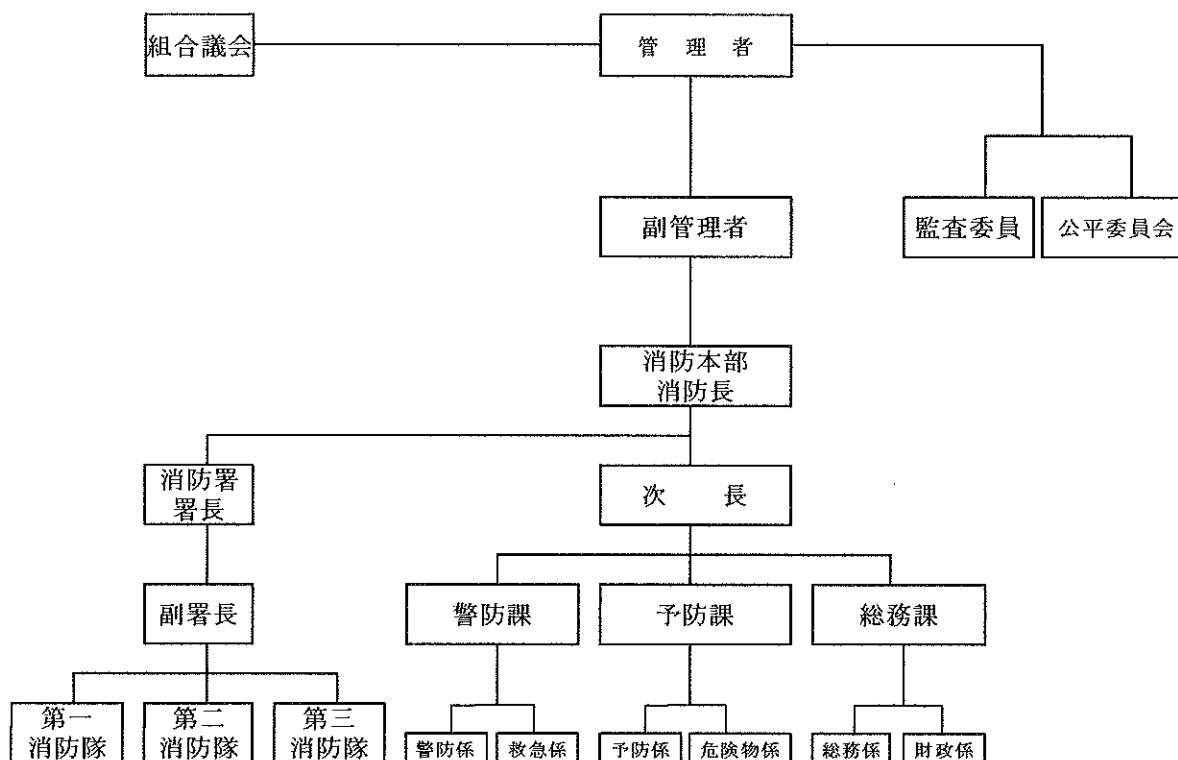 組合議会
管理者
副管理者
監査委員
公平委員会
消防本部
消防長
消防署
署長
次長
副署長
警防課
予防課
総務課
第一
消防隊
第二
消防隊
第三
消防隊
警防係
救急係
予防係
危険物係
総務係
財政係